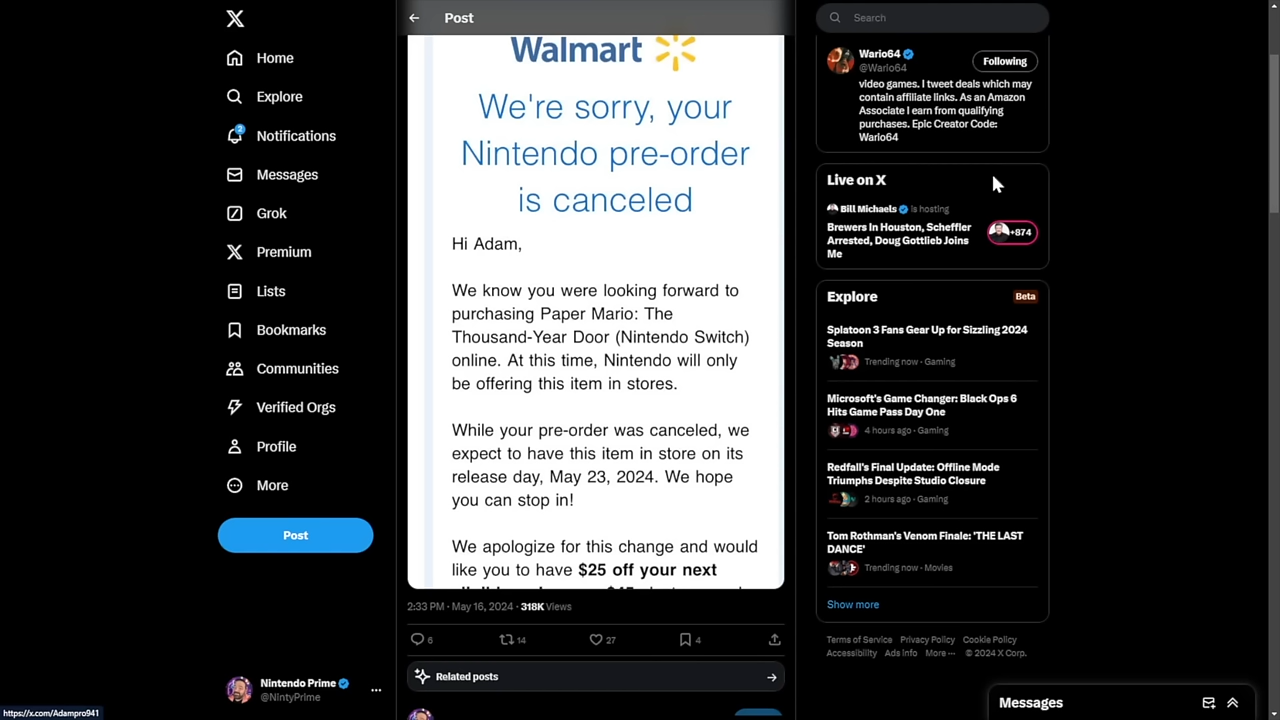 Home
Explore
Notifications
2
Messages
Grok
Premium
Lists
Bookmarks
Communities
Verified Orgs
Profile
More
Post
Nintendo Prime
@NintyPrime
https://x.com/Adampro941
Post
Walmart
We're sorry, your
Nintendo pre-order
is canceled
Hi Adam,
We know you were looking forward to
purchasing Paper Mario: The
Thousand-Year Door (Nintendo Switch)
online. At this time, Nintendo will only
be offering this item in stores.
While your pre-order was canceled, we
expect to have this item in store on its
release day, May 23, 2024. We hope
you can stop in!
We apologize for this change and would
like you to have $25 off your next
2:33 PM · May 16, 2024 · 318K Views
6 14 27 4
Related posts
Search
Wario64
@Wario64
Following
video games. I tweet deals which may
contain affiliate links. As an Amazon
Associate I earn from qualifying
purchases. Epic Creator Code:
Wario64
Live on X
Bill Michaels is hosting
Brewers In Houston, Scheffler
Arrested, Doug Gottlieb Joins
Me
+874
Explore
Beta
Splatoon 3 Fans Gear Up for Sizzling 2024
Season
Trending now · Gaming
Microsoft's Game Changer: Black Ops 6
Hits Game Pass Day One
4 hours ago · Gaming
Redfall's Final Update: Offline Mode
Triumphs Despite Studio Closure
2 hours ago · Gaming
Tom Rothman's Venom Finale: 'THE LAST
DANCE'
Trending now · Movies
Show more
Terms of Service Privacy Policy Cookie Policy
Accessibility Ads info More ··· © 2024 X Corp.
Messages